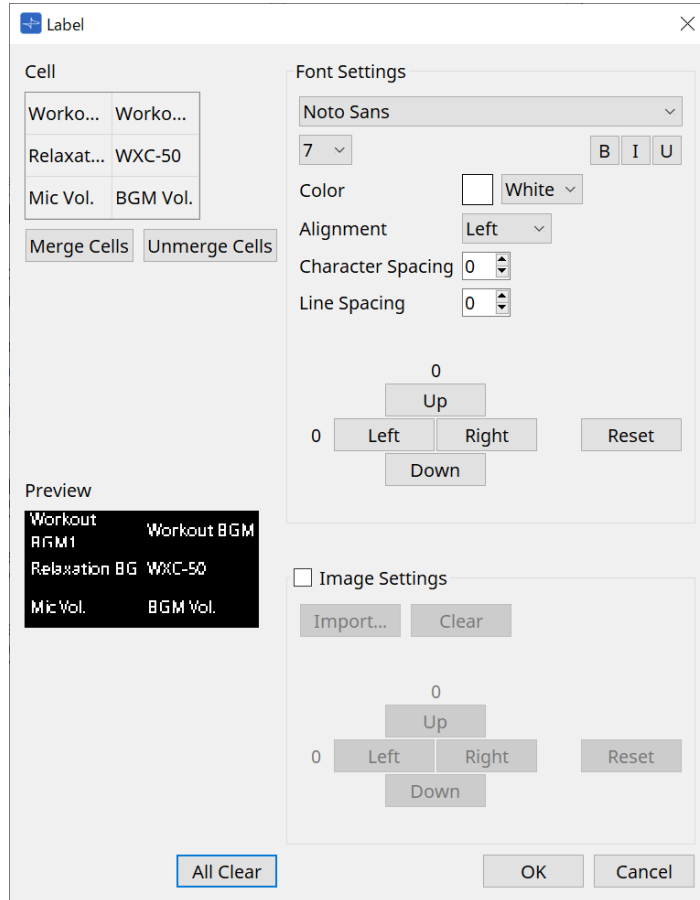 Label
Cell
Worko... Worko...
Relaxat... WXC-50
Mic Vol. BGM Vol.
Merge Cells Unmerge Cells
Preview
Workout
BGM1 Workout BGM
Relaxation BG WXC-50
Mic Vol. BGM Vol.
Font Settings
Noto Sans
7 B I U
Color White
Alignment Left
Character Spacing 0
Line Spacing 0
0
Up
0 Left Right Reset
Down
Image Settings
Import... Clear
0
Up
0 Left Right Reset
Down
All Clear OK Cancel